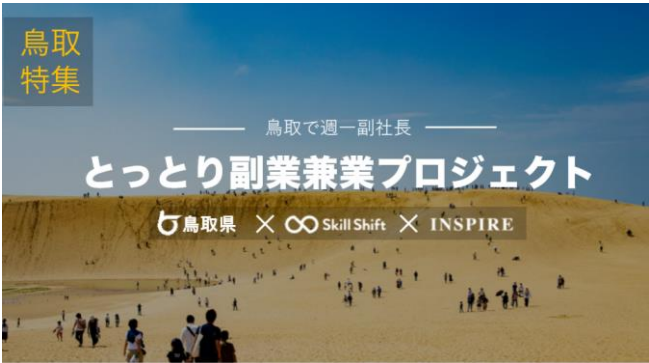 鳥取
特集
鳥取で週一副社長
とっとり副業兼業プロジェクト
鳥取県 × Skill Shift × INSPIRE